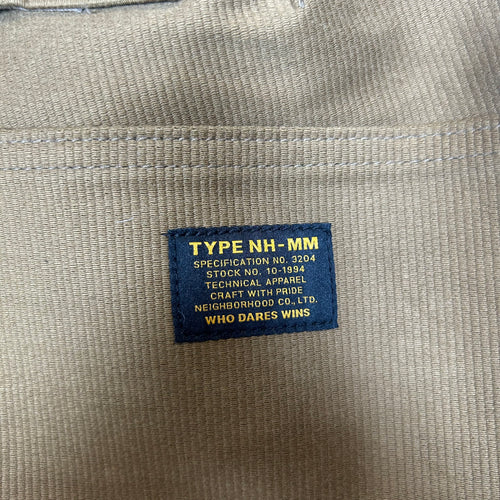 TYPE NH-MM
SPECIFICATION NO. 3204
STOCK NO. 10-1994
TECHNICAL APPAREL
CRAFT WITH PRIDE
NEIGHBORHOOD CO., LTD.
WHO DARES WINS